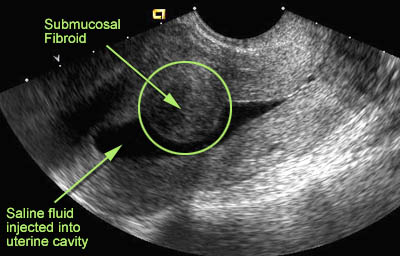 Submucosal
Fibroid
Saline fluid
injected into
uterine cavity